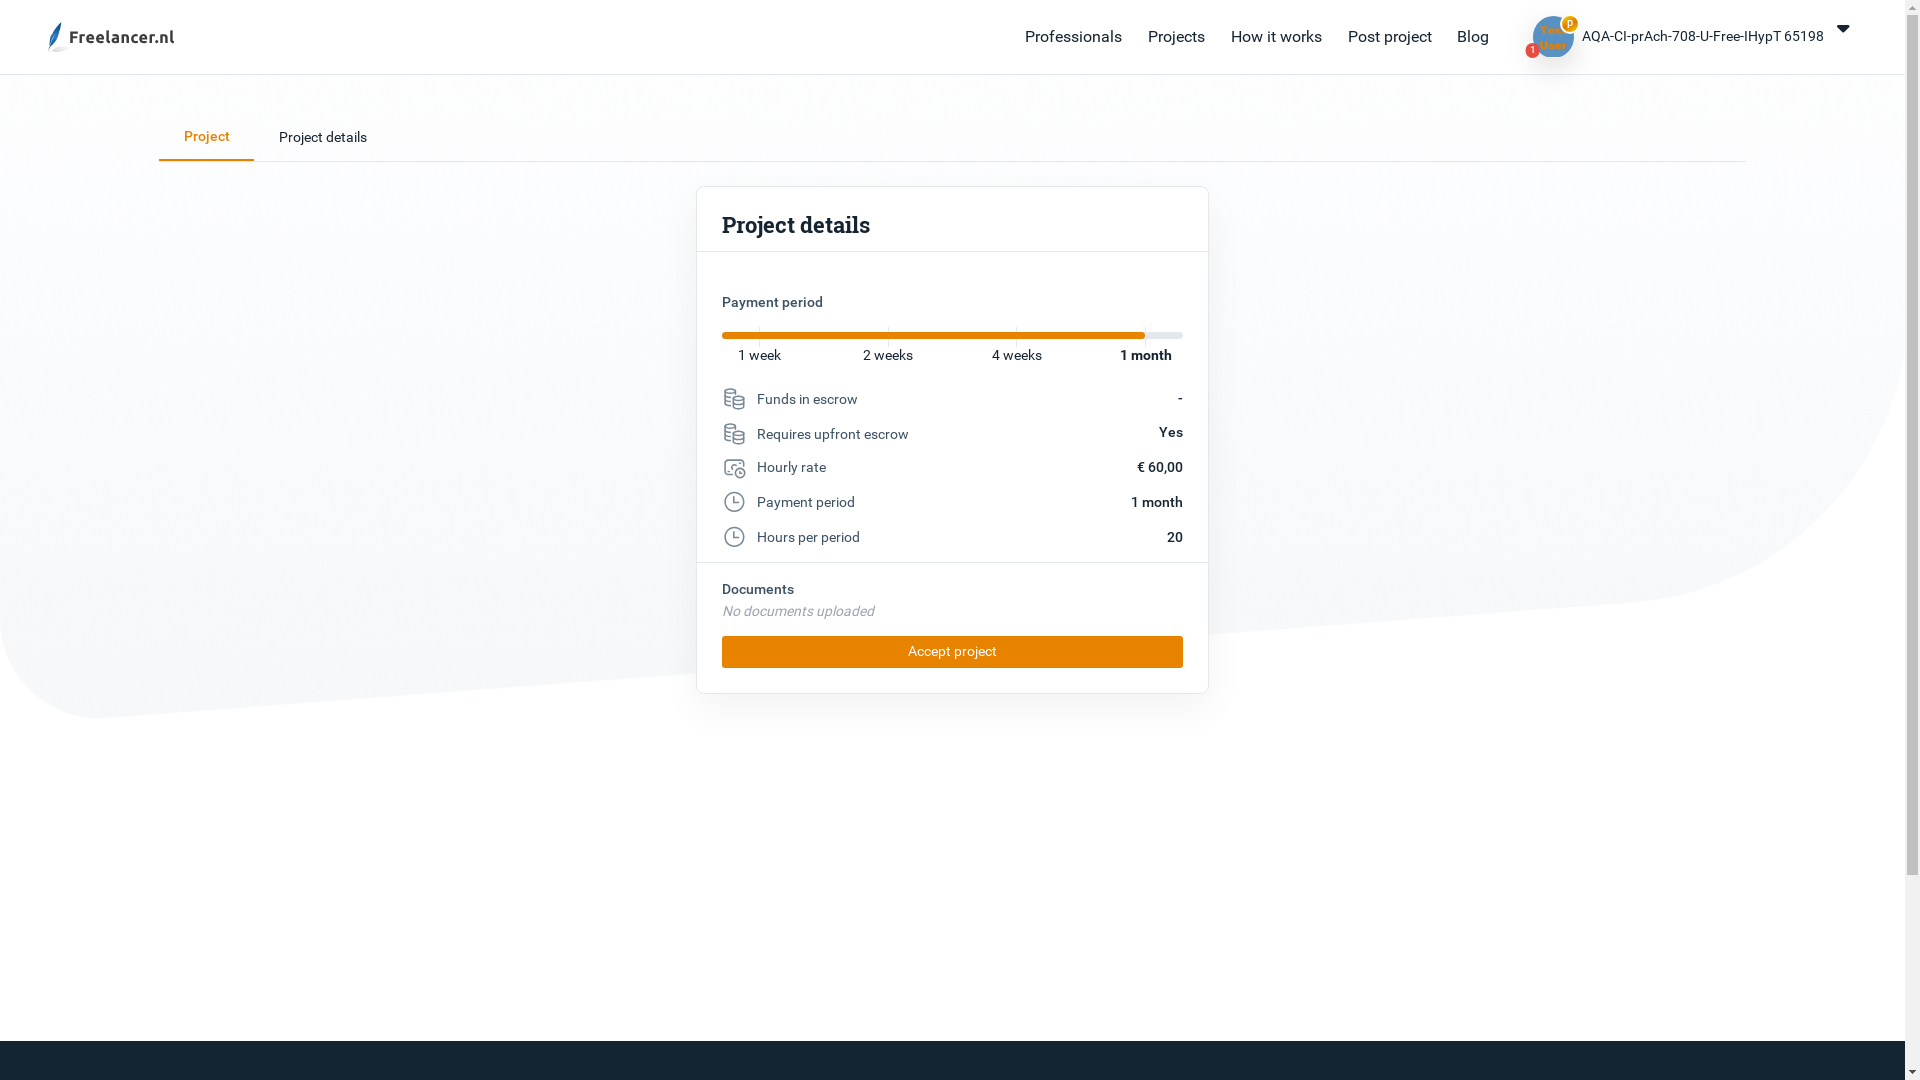 Freelancer.nl
Professionals
Projects
How it works
Post project
Blog
P
1
User
AQA-CI-prAch-708-U-Free-IHypT 65198
Project
Project details
Project details
Payment period
1 week
2 weeks
4 weeks
1 month
Funds in escrow
-
Requires upfront escrow
Yes
Hourly rate
€ 60,00
Payment period
1 month
Hours per period
20
Documents
No documents uploaded
Accept project